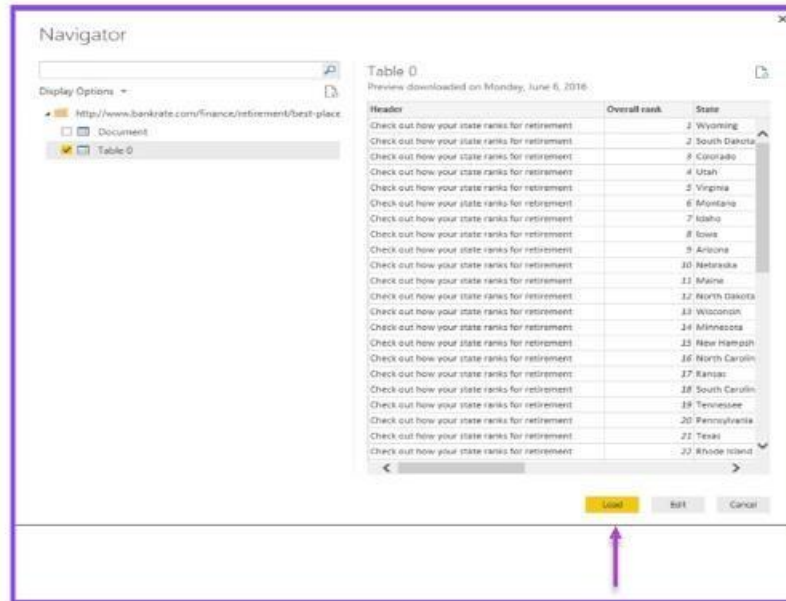 Navigator
Display Options
http://www.bankrate.com/finance/retirement/best-place
Document
Table 0
Table 0
Preview downloaded on Monday, June 6, 2016
Header Overall rank State
Check out how your state ranks for retirement 1 Wyoming
Check out how your state ranks for retirement 2 South Dakota
Check out how your state ranks for retirement 3 Colorado
Check out how your state ranks for retirement 4 Utah
Check out how your state ranks for retirement 5 Virginia
Check out how your state ranks for retirement 6 Montana
Check out how your state ranks for retirement 7 Idaho
Check out how your state ranks for retirement 8 Iowa
Check out how your state ranks for retirement 9 Arizona
Check out how your state ranks for retirement 10 Nebraska
Check out how your state ranks for retirement 11 Maine
Check out how your state ranks for retirement 12 North Dakota
Check out how your state ranks for retirement 13 Wisconsin
Check out how your state ranks for retirement 14 Minnesota
Check out how your state ranks for retirement 15 New Hampsh
Check out how your state ranks for retirement 16 North Carolin
Check out how your state ranks for retirement 17 Kansas
Check out how your state ranks for retirement 18 South Carolin
Check out how your state ranks for retirement 19 Tennessee
Check out how your state ranks for retirement 20 Pennsylvania
Check out how your state ranks for retirement 21 Texas
Check out how your state ranks for retirement 22 Rhode Island
Load Edit Cancel